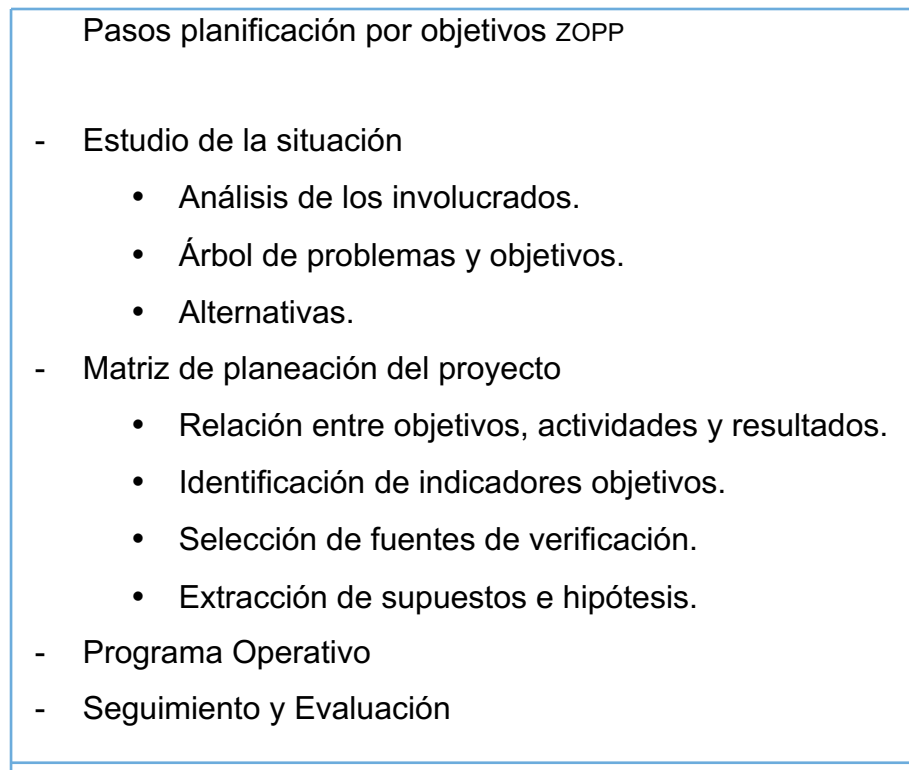 Pasos planificación por objetivos ZOPP
- Estudio de la situación
• Análisis de los involucrados.
• Árbol de problemas y objetivos.
• Alternativas.
- Matriz de planeación del proyecto
• Relación entre objetivos, actividades y resultados.
• Identificación de indicadores objetivos.
• Selección de fuentes de verificación.
• Extracción de supuestos e hipótesis.
- Programa Operativo
- Seguimiento y Evaluación